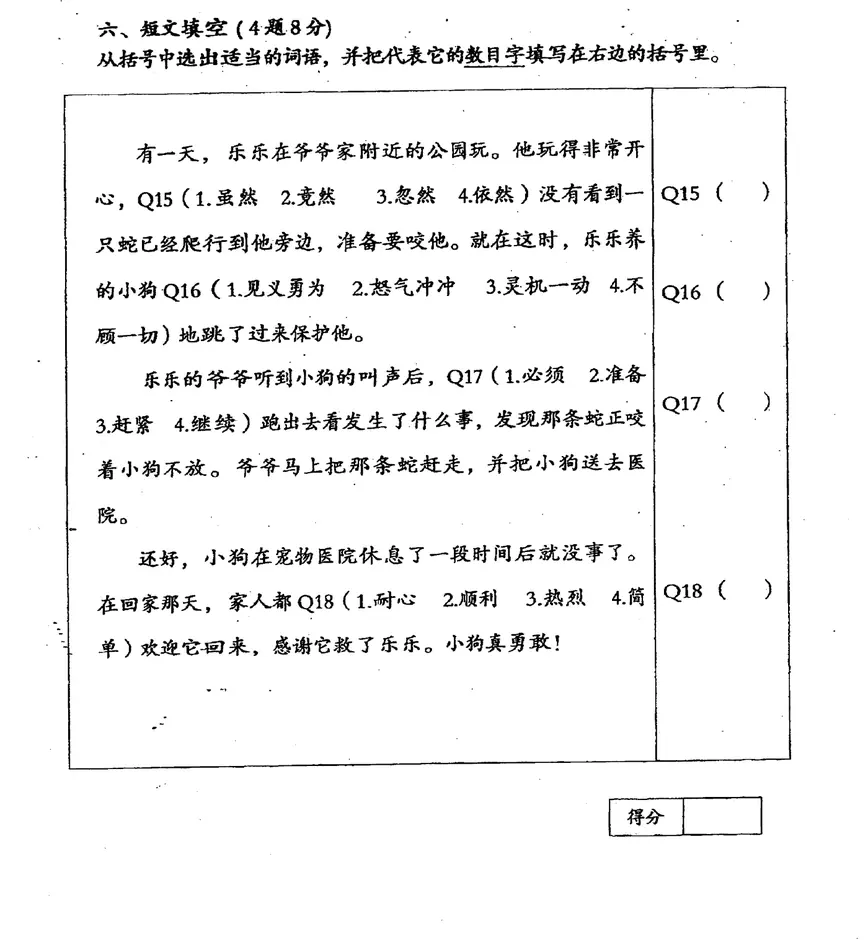 六、短文填空(4题8分)
从括号中选出适当的词语，并把代表它的数目字填写在右边的括号里。
有一天，乐乐在爷爷家附近的公园玩。他玩得非常开
心，Q15(1.虽然 2.竟然 3.忽然 4.依然)没有看到一
只蛇已经爬行到他旁边，准备要咬他。就在这时，乐乐养
的小狗Q16(1.见义勇为 2.怒气冲冲 3.灵机一动 4.不
顾一切)地跳了过来保护他。
乐乐的爷爷听到小狗的叫声后，Q17(1.必须 2.准备
3.赶紧 4.继续)跑出去看发生了什么事，发现那条蛇正咬
着小狗不放。爷爷马上把那条蛇赶走，并把小狗送去医
院。
还好，小狗在宠物医院休息了一段时间后就没事了。
在回家那天，家人都Q18(1.耐心 2.顺利 3.热烈 4.简
单)欢迎它回来，感谢它救了乐乐。小狗真勇敢！
Q15 ( )
Q16 ( )
Q17 ( )
Q18 ( )
得分